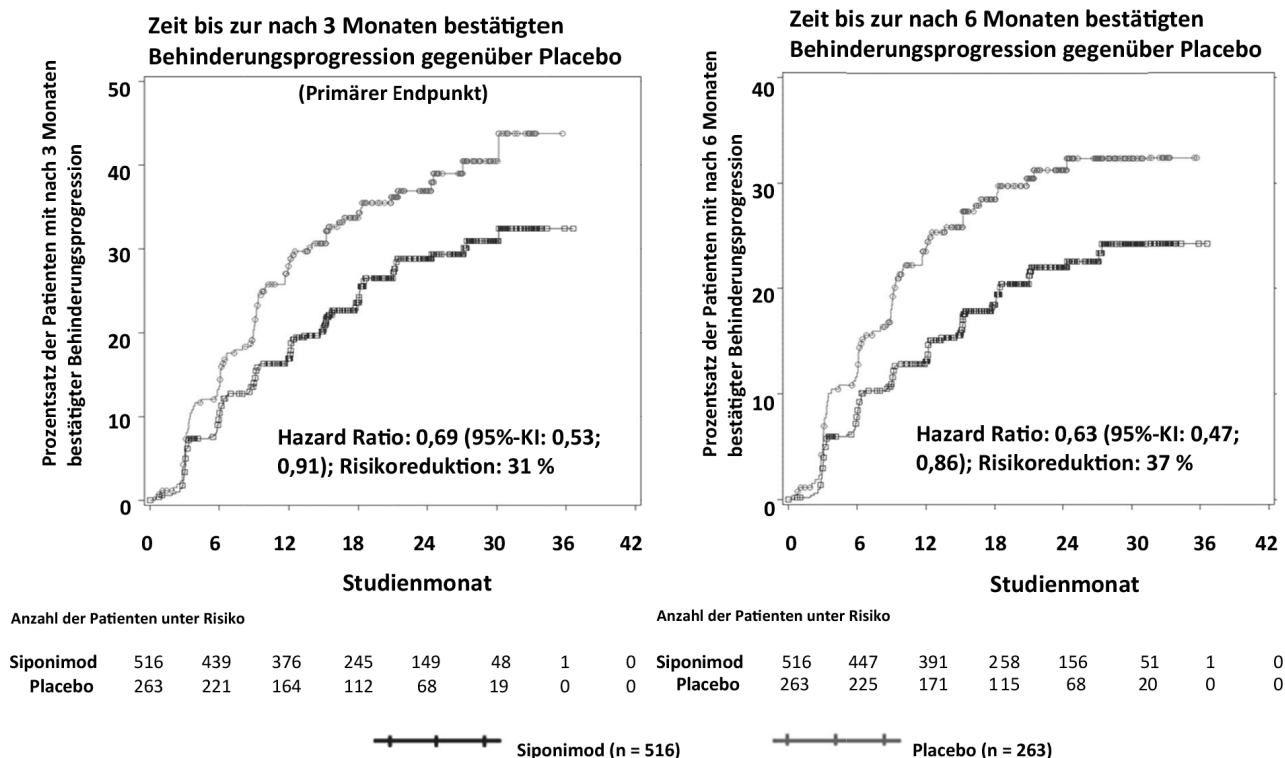 Zeit bis zur nach 3 Monaten bestätigten
Behinderungsprogression gegenüber Placebo
(Primärer Endpunkt)
Prozentsatz der Patienten mit nach 3 Monaten
bestätigter Behinderungsprogression
50
40
30
20
10
0
Hazard Ratio: 0,69 (95%-KI: 0,53;
0,91); Risikoreduktion: 31 %
0 6 12 18 24 30 36 42
Studienmonat
Anzahl der Patienten unter Risiko
Siponimod 516 439 376 245 149 48 1 0
Placebo 263 221 164 112 68 19 0 0
Zeit bis zur nach 6 Monaten bestätigten
Behinderungsprogression gegenüber Placebo
Prozentsatz der Patienten mit nach 6 Monaten
bestätigter Behinderungsprogression
40
30
20
10
0
Hazard Ratio: 0,63 (95%-KI: 0,47;
0,86); Risikoreduktion: 37 %
0 6 12 18 24 30 36 42
Studienmonat
Anzahl der Patienten unter Risiko
Siponimod 516 447 391 258 156 51 1 0
Placebo 263 225 171 115 68 20 0 0
Siponimod (n = 516)
Placebo (n = 263)